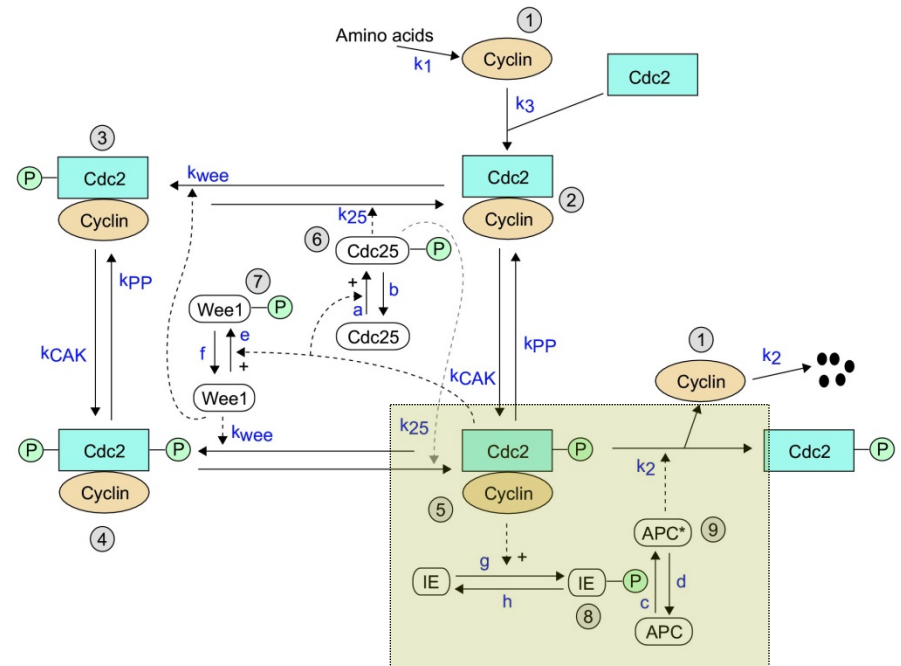 1
Amino acids
k1
Cyclin
Cdc2
k3
3
P
Cdc2
Cyclin
kwee
Cdc2
Cyclin
2
k25
6
Cdc25
P
+
a
b
Cdc25
7
Wee1
P
f
e
+
Wee1
kPP
kCAK
kPP
kCAK
1
Cyclin
k2
kwee
k25
P
Cdc2
P
Cyclin
4
Cdc2
P
Cyclin
5
k2
Cdc2
P
+
g
IE
h
IE
P
8
APC*
9
c
d
APC